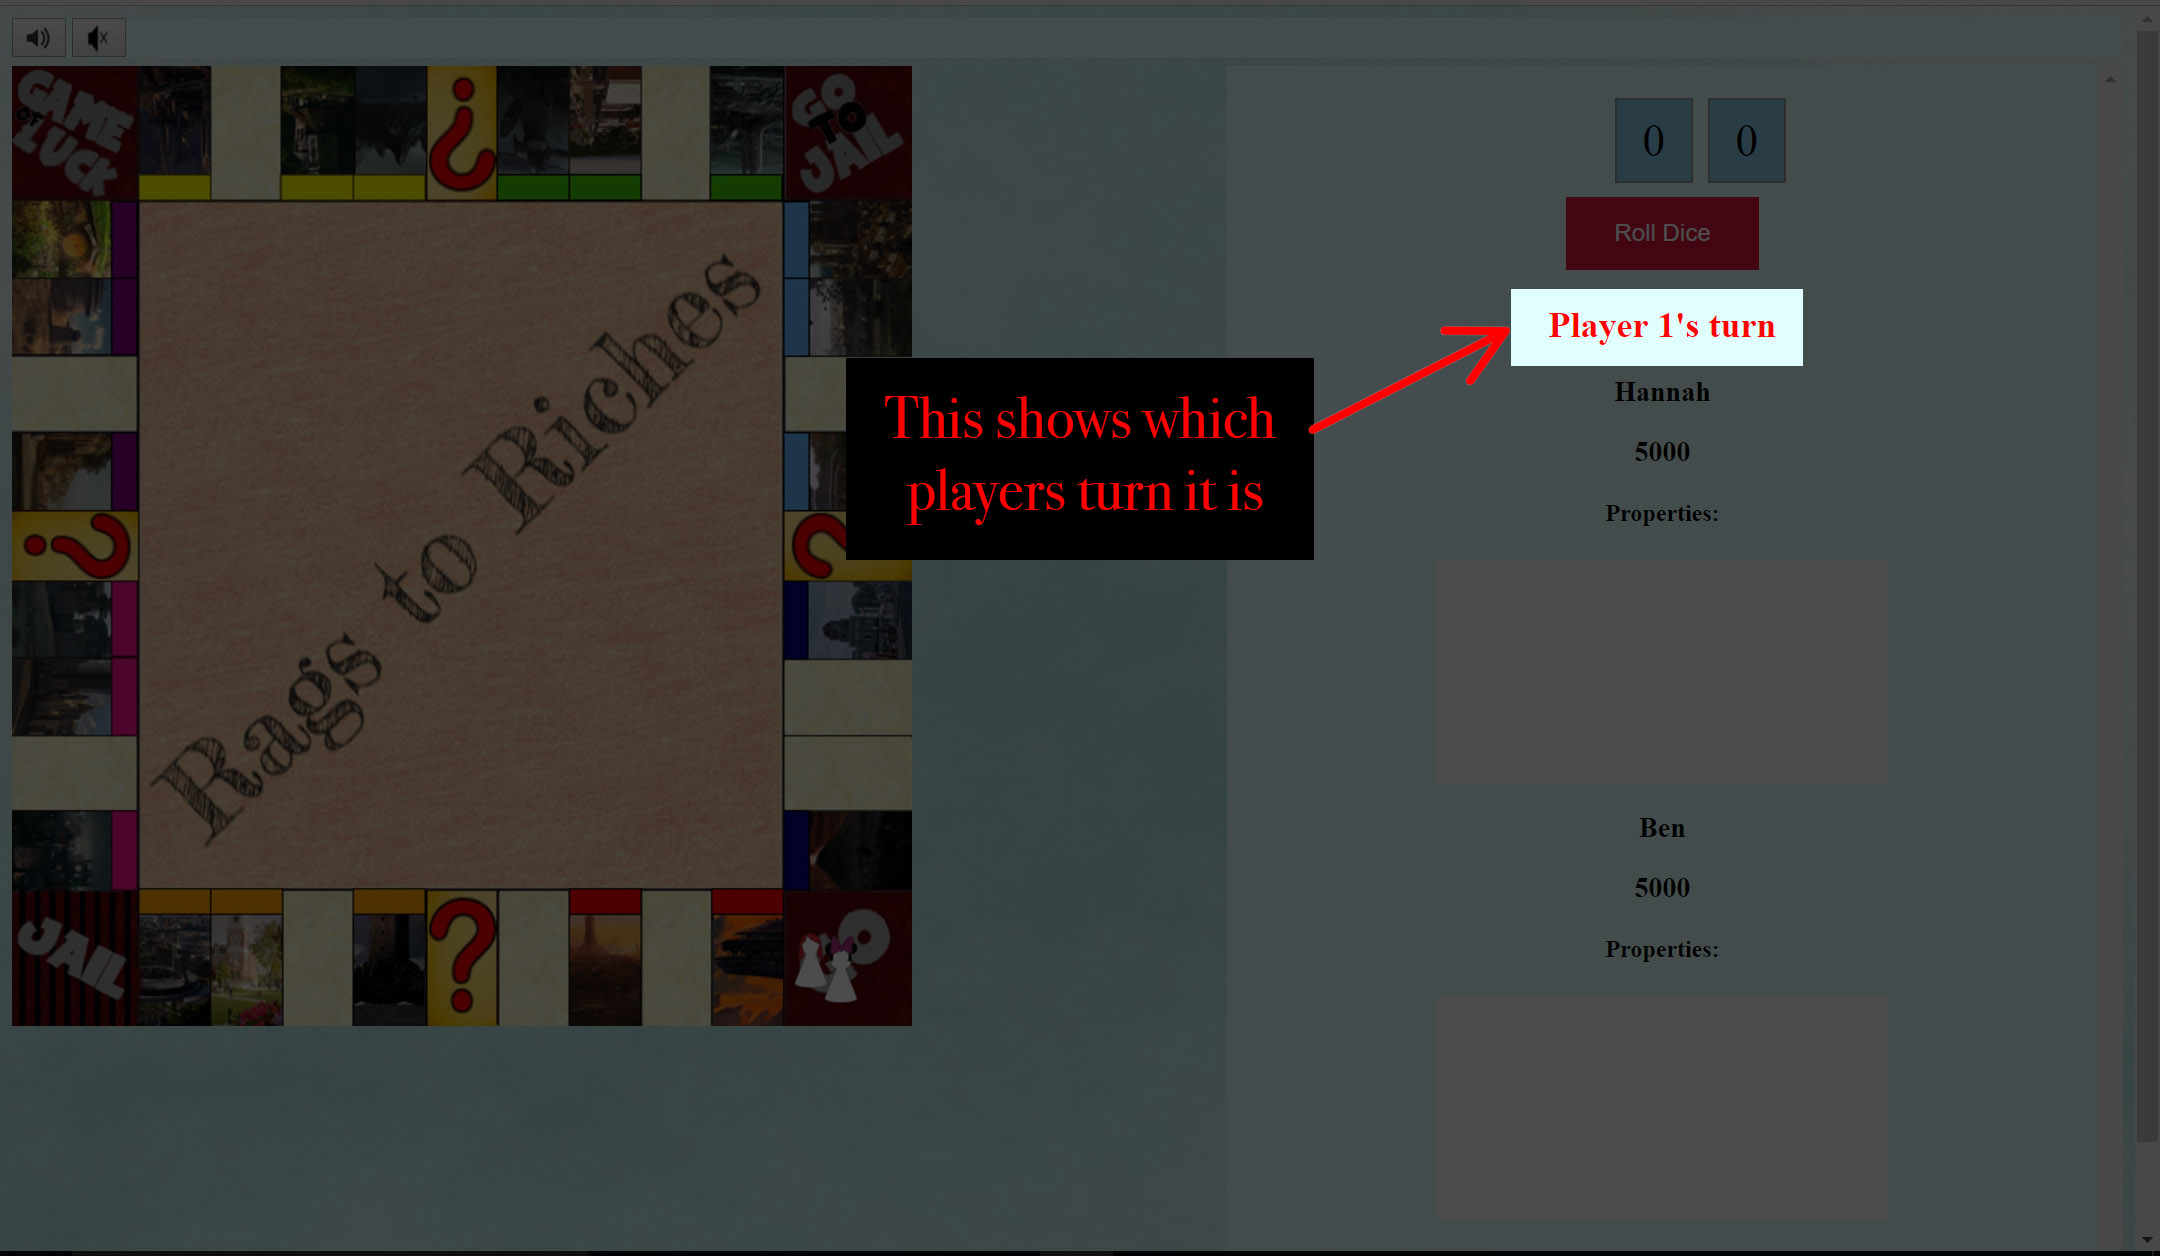 GAME
OF
LUCK
GO
TO
JAIL
0 0
Roll Dice
Player 1's turn
This shows which
players turn it is
Hannah
5000
Properties:
Rags to Riches
Ben
5000
Properties:
JAIL
?
?
?
?